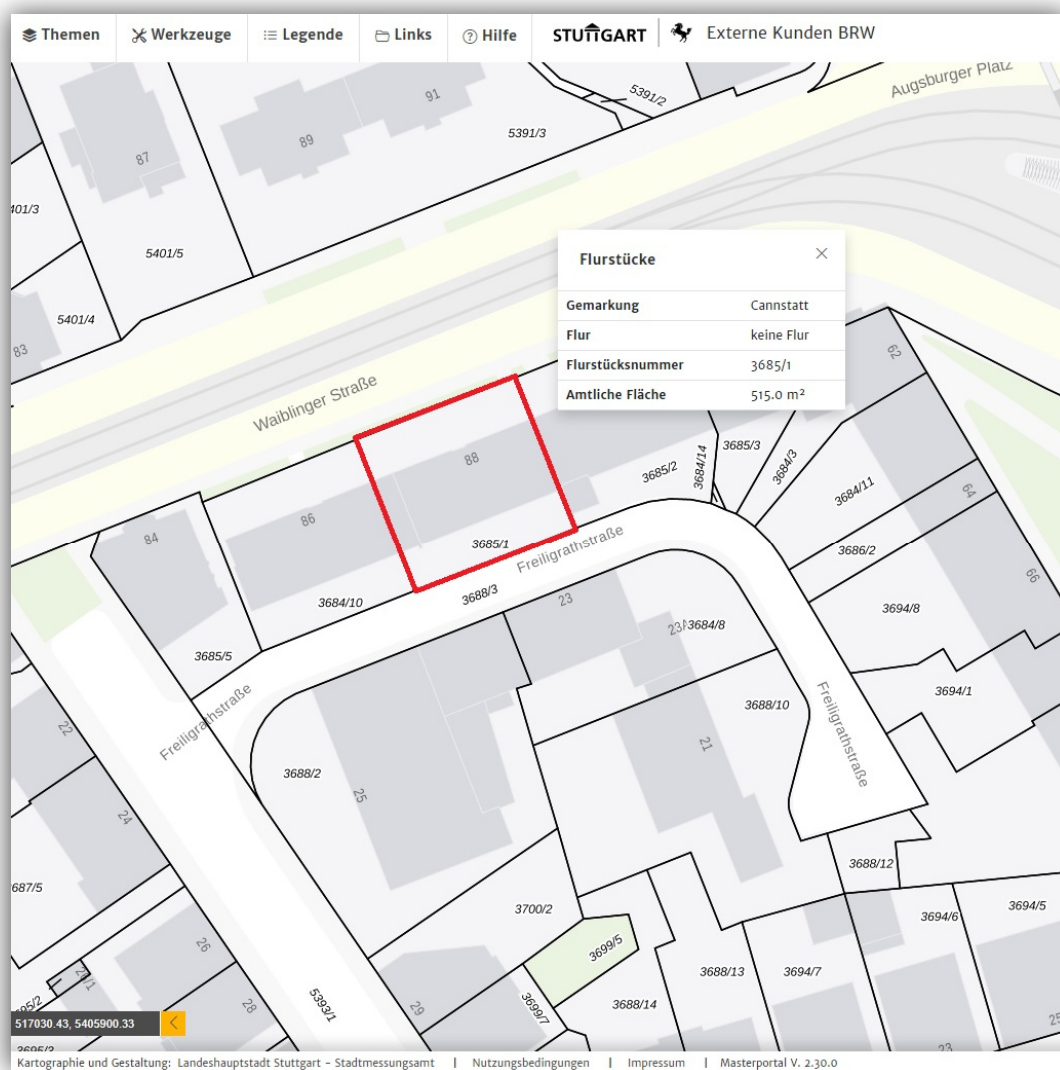 Themen
Werkzeuge
Legende
Links
Hilfe
STUTTGART
Externe Kunden BRW
Augsburger Platz
5391/2
91
89
5391/3
87
5401/5
5401/4
83
Flurstücke
Gemarkung Cannstatt
Flur keine Flur
Flurstücksnummer 3685/1
Amtliche Fläche 515.0 m²
62
Waiblinger Straße
88
3685/3
3685/2
3684/14
3684/3
3684/11
64
86
84
3685/1
Freiligrathstraße
3686/2
66
3684/10
3688/3
23
23A
3684/8
3694/8
3685/5
3694/1
3688/10
Freiligrathstraße
Freiligrathstraße
22
21
3688/2
25
24
3688/12
687/5
3700/2
3694/6
3694/5
26
3699/5
3688/13
3694/7
28
5393/1
29
3699/7
3688/14
23
517030.43, 5405900.33
Kartographie und Gestaltung: Landeshauptstadt Stuttgart – Stadtmessungsamt | Nutzungsbedingungen | Impressum | Masterportal V. 2.30.0